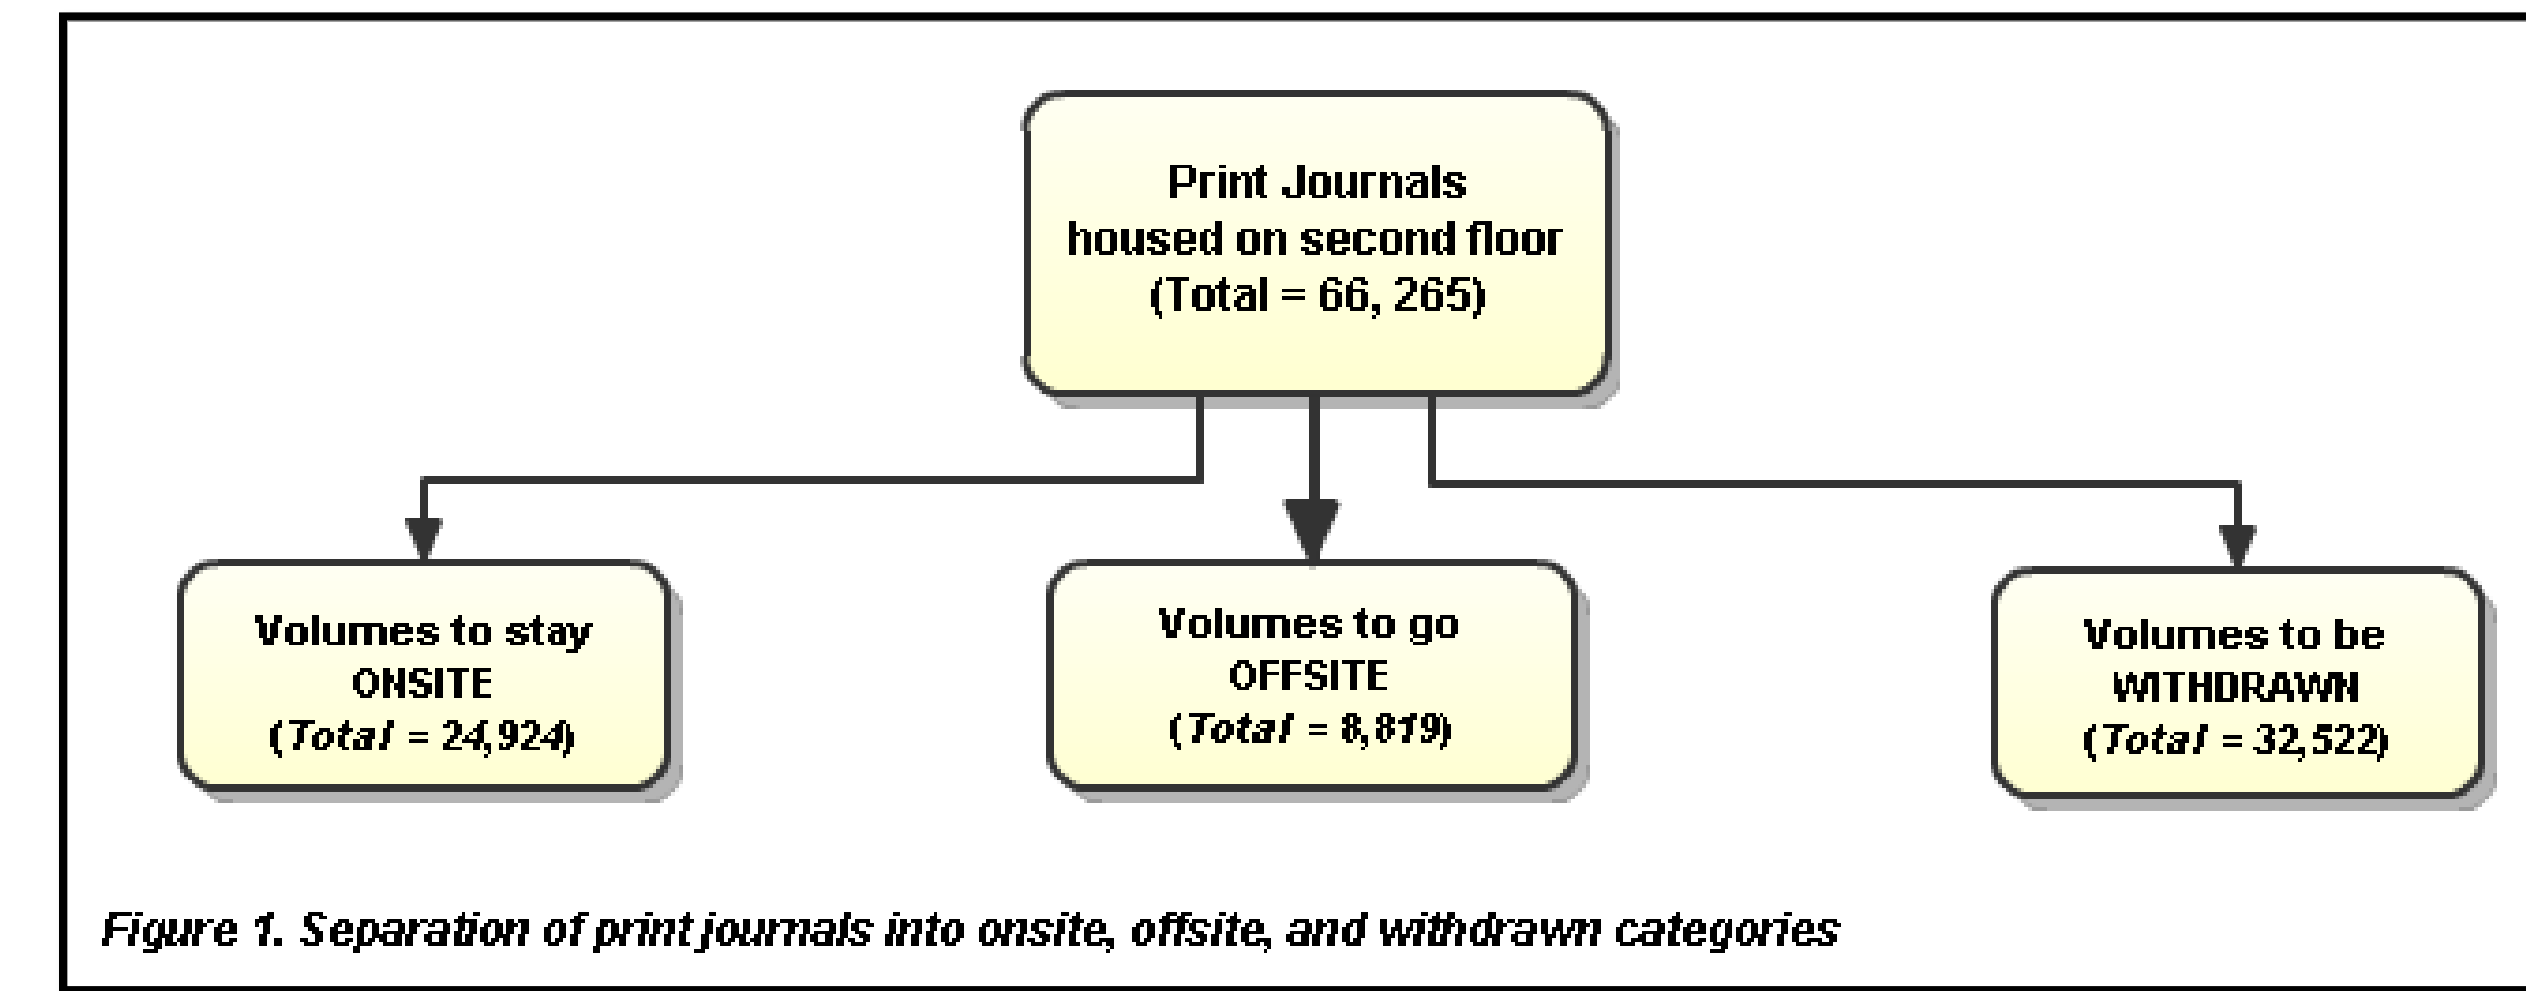 Print Journals
housed on second floor
(Total = 66, 265)
Volumes to stay
ONSITE
(Total = 24,924)
Volumes to go
OFFSITE
(Total = 8,819)
Volumes to be
WITHDRAWN
(Total = 32,522)
Figure 1. Separation of print journals into onsite, offsite, and withdrawn categories